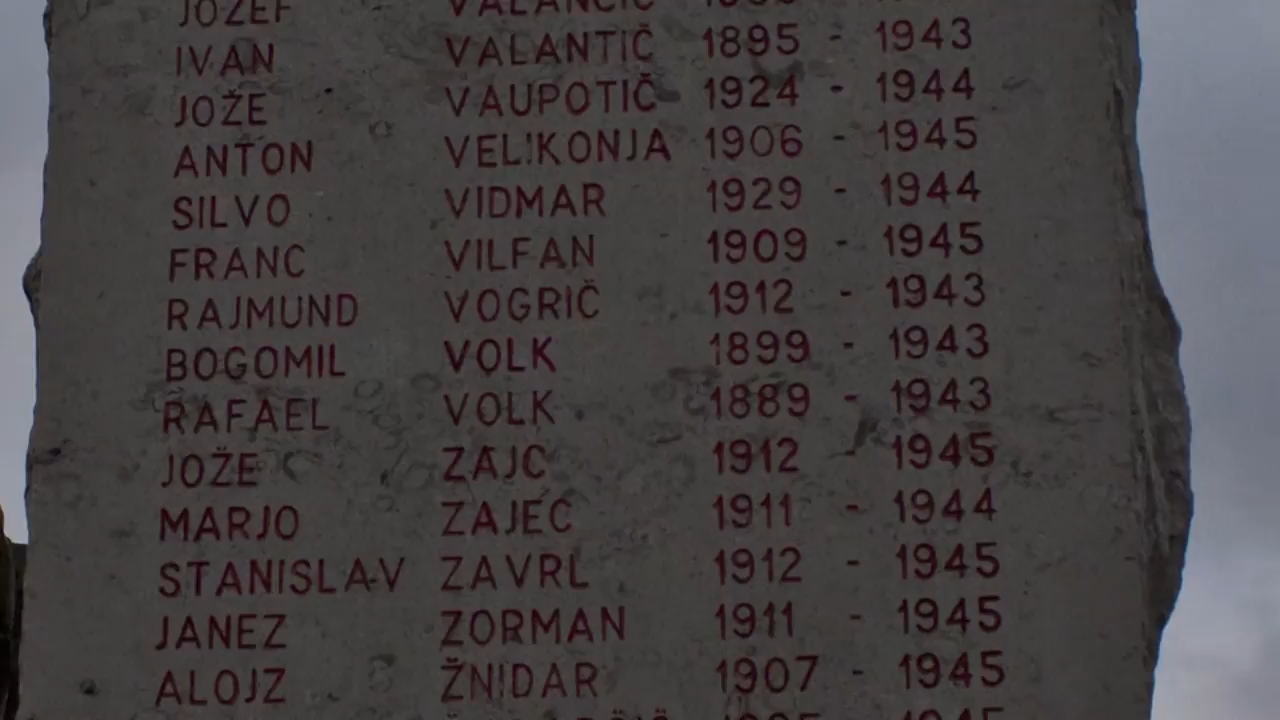 JOŽEF VALANČIČ
IVAN VALANTIČ 1895 - 1943
JOŽE VAUPOTIČ 1924 - 1944
ANTON VELIKONJA 1906 - 1945
SILVO VIDMAR 1929 - 1944
FRANC VILFAN 1909 - 1945
RAJMUND VOGRIČ 1912 - 1943
BOGOMIL VOLK 1899 - 1943
RAFAEL VOLK 1889 - 1943
JOŽE ZAJC 1912 - 1945
MARJO ZAJEC 1911 - 1944
STANISLAV ZAVRL 1912 - 1945
JANEZ ZORMAN 1911 - 1945
ALOJZ ŽNIDAR 1907 - 1945